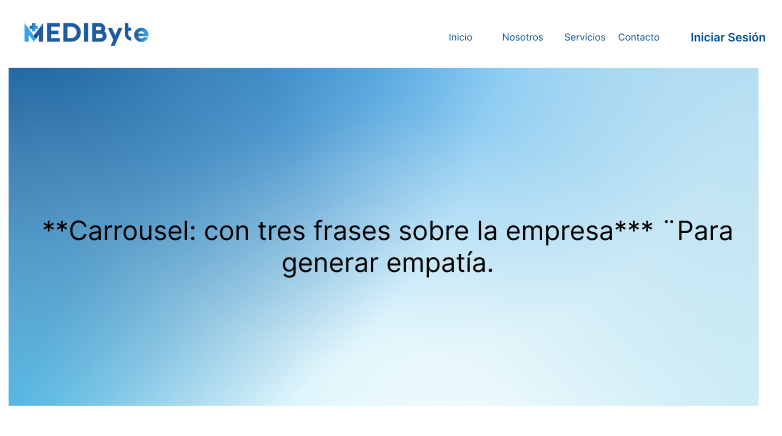 MEDIByte
Inicio Nosotros Servicios Contacto Iniciar Sesión
**Carrousel: con tres frases sobre la empresa*** ¨Para
generar empatía.